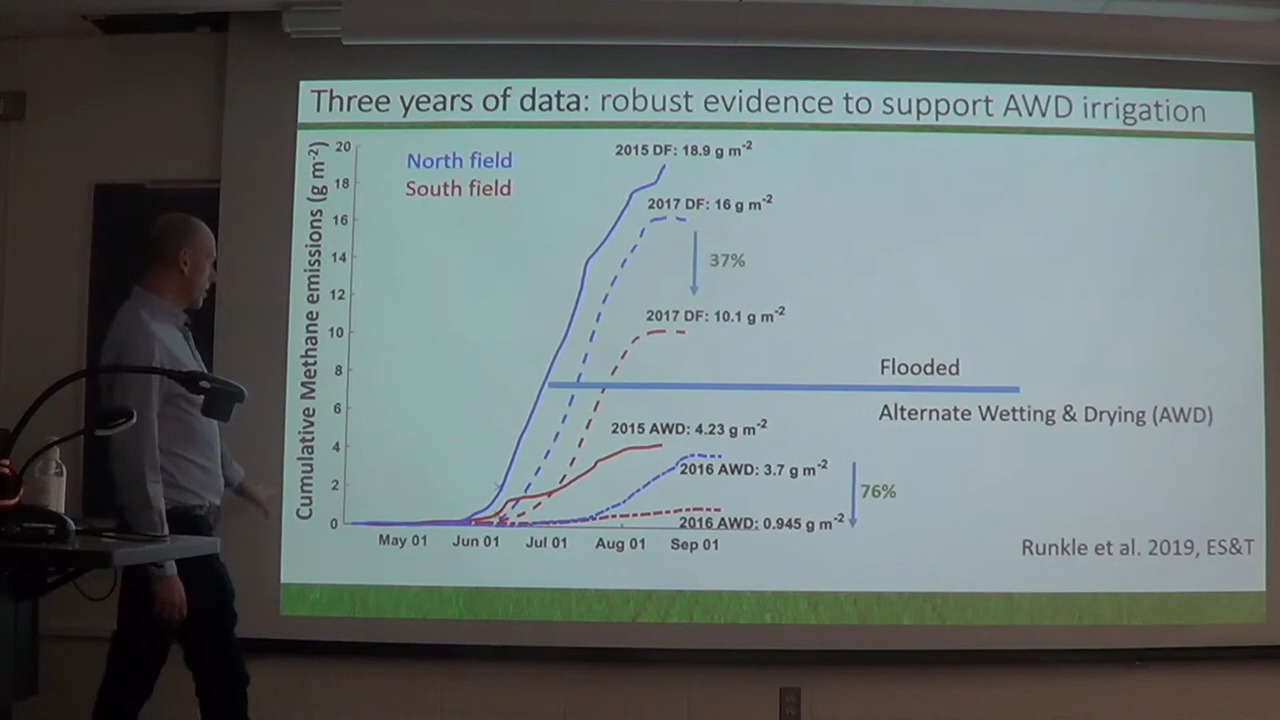 Three years of data: robust evidence to support AWD irrigation
Cumulative Methane emissions (g m-2)
20
18
16
14
12
10
8
6
4
2
0
North field
South field
2015 DF: 18.9 g m-2
2017 DF: 16 g m-2
37%
2017 DF: 10.1 g m-2
Flooded
Alternate Wetting & Drying (AWD)
2015 AWD: 4.23 g m-2
2016 AWD: 3.7 g m-2
76%
2016 AWD: 0.945 g m-2
May 01 Jun 01 Jul 01 Aug 01 Sep 01
Runkle et al. 2019, ES&T